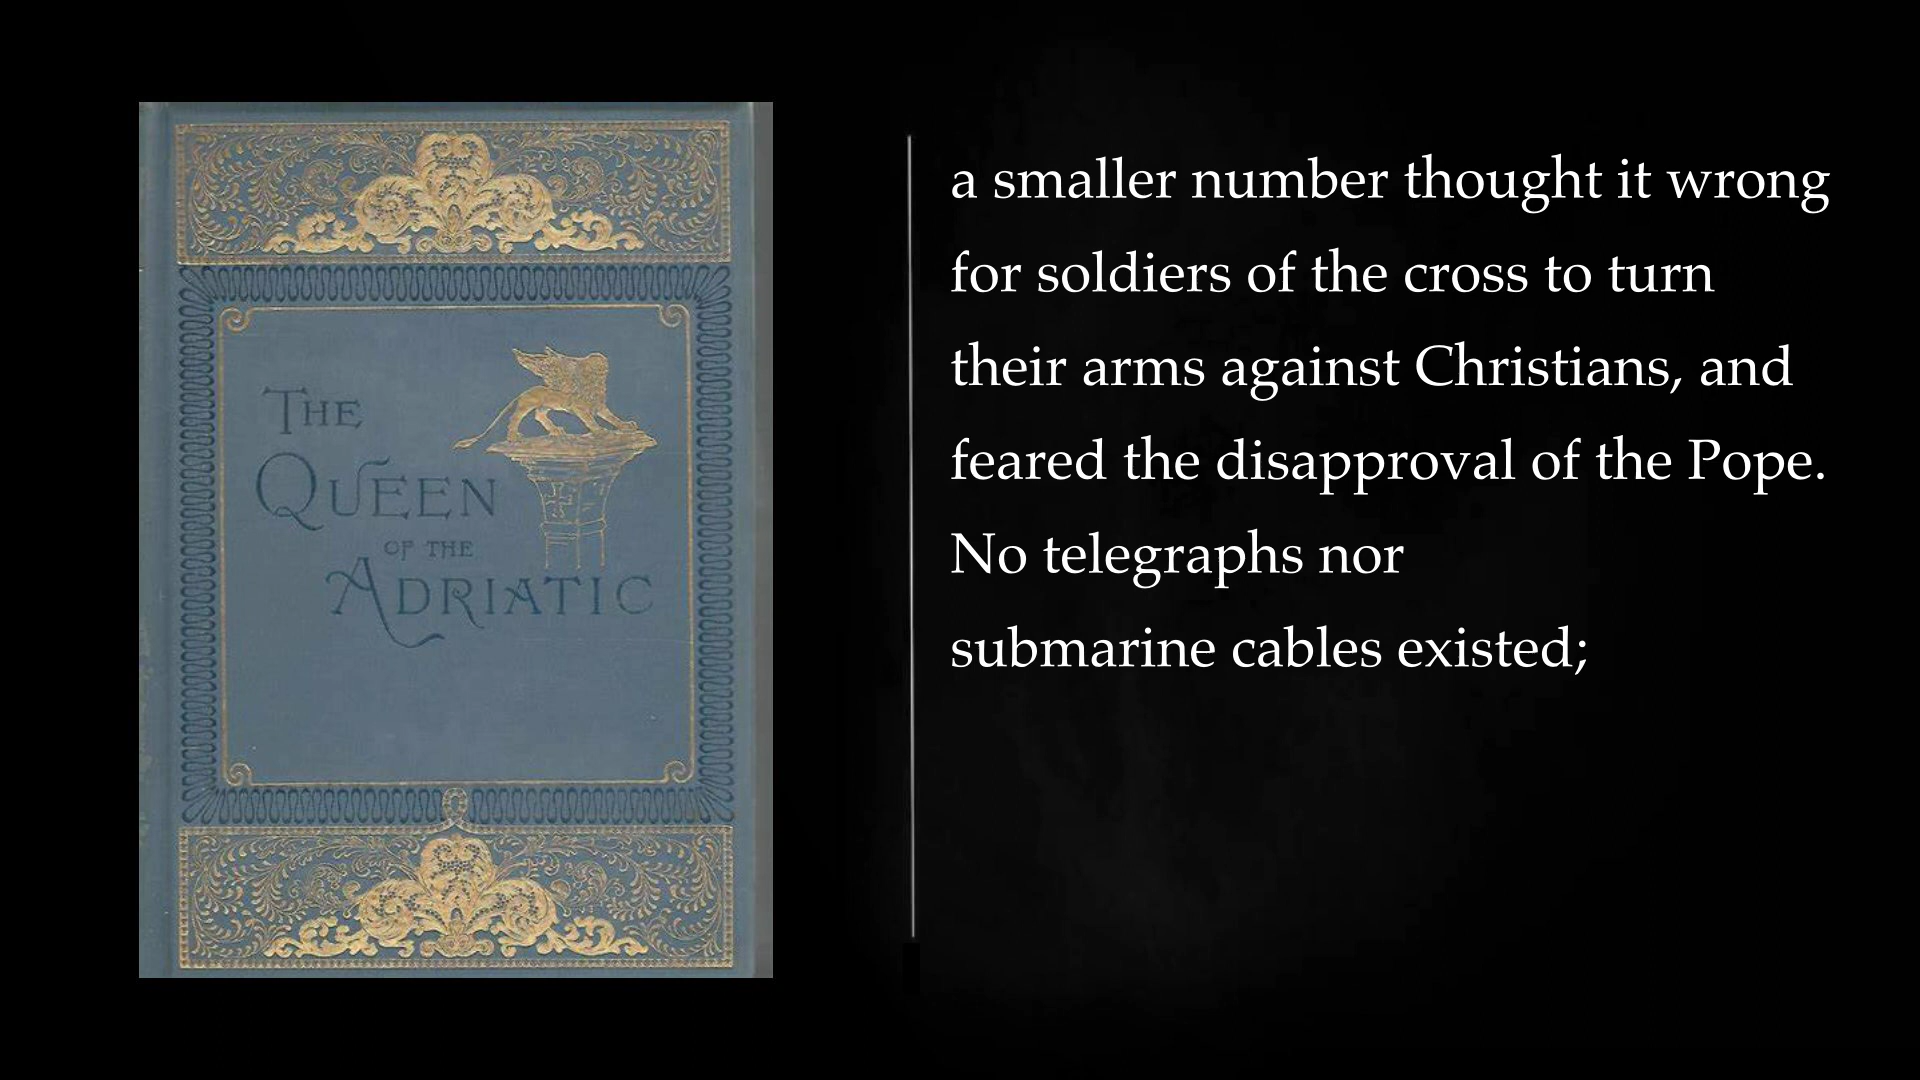 THE
QUEEN
OF THE
ADRIATIC
a smaller number thought it wrong
for soldiers of the cross to turn
their arms against Christians, and
feared the disapproval of the Pope.
No telegraphs nor
submarine cables existed;